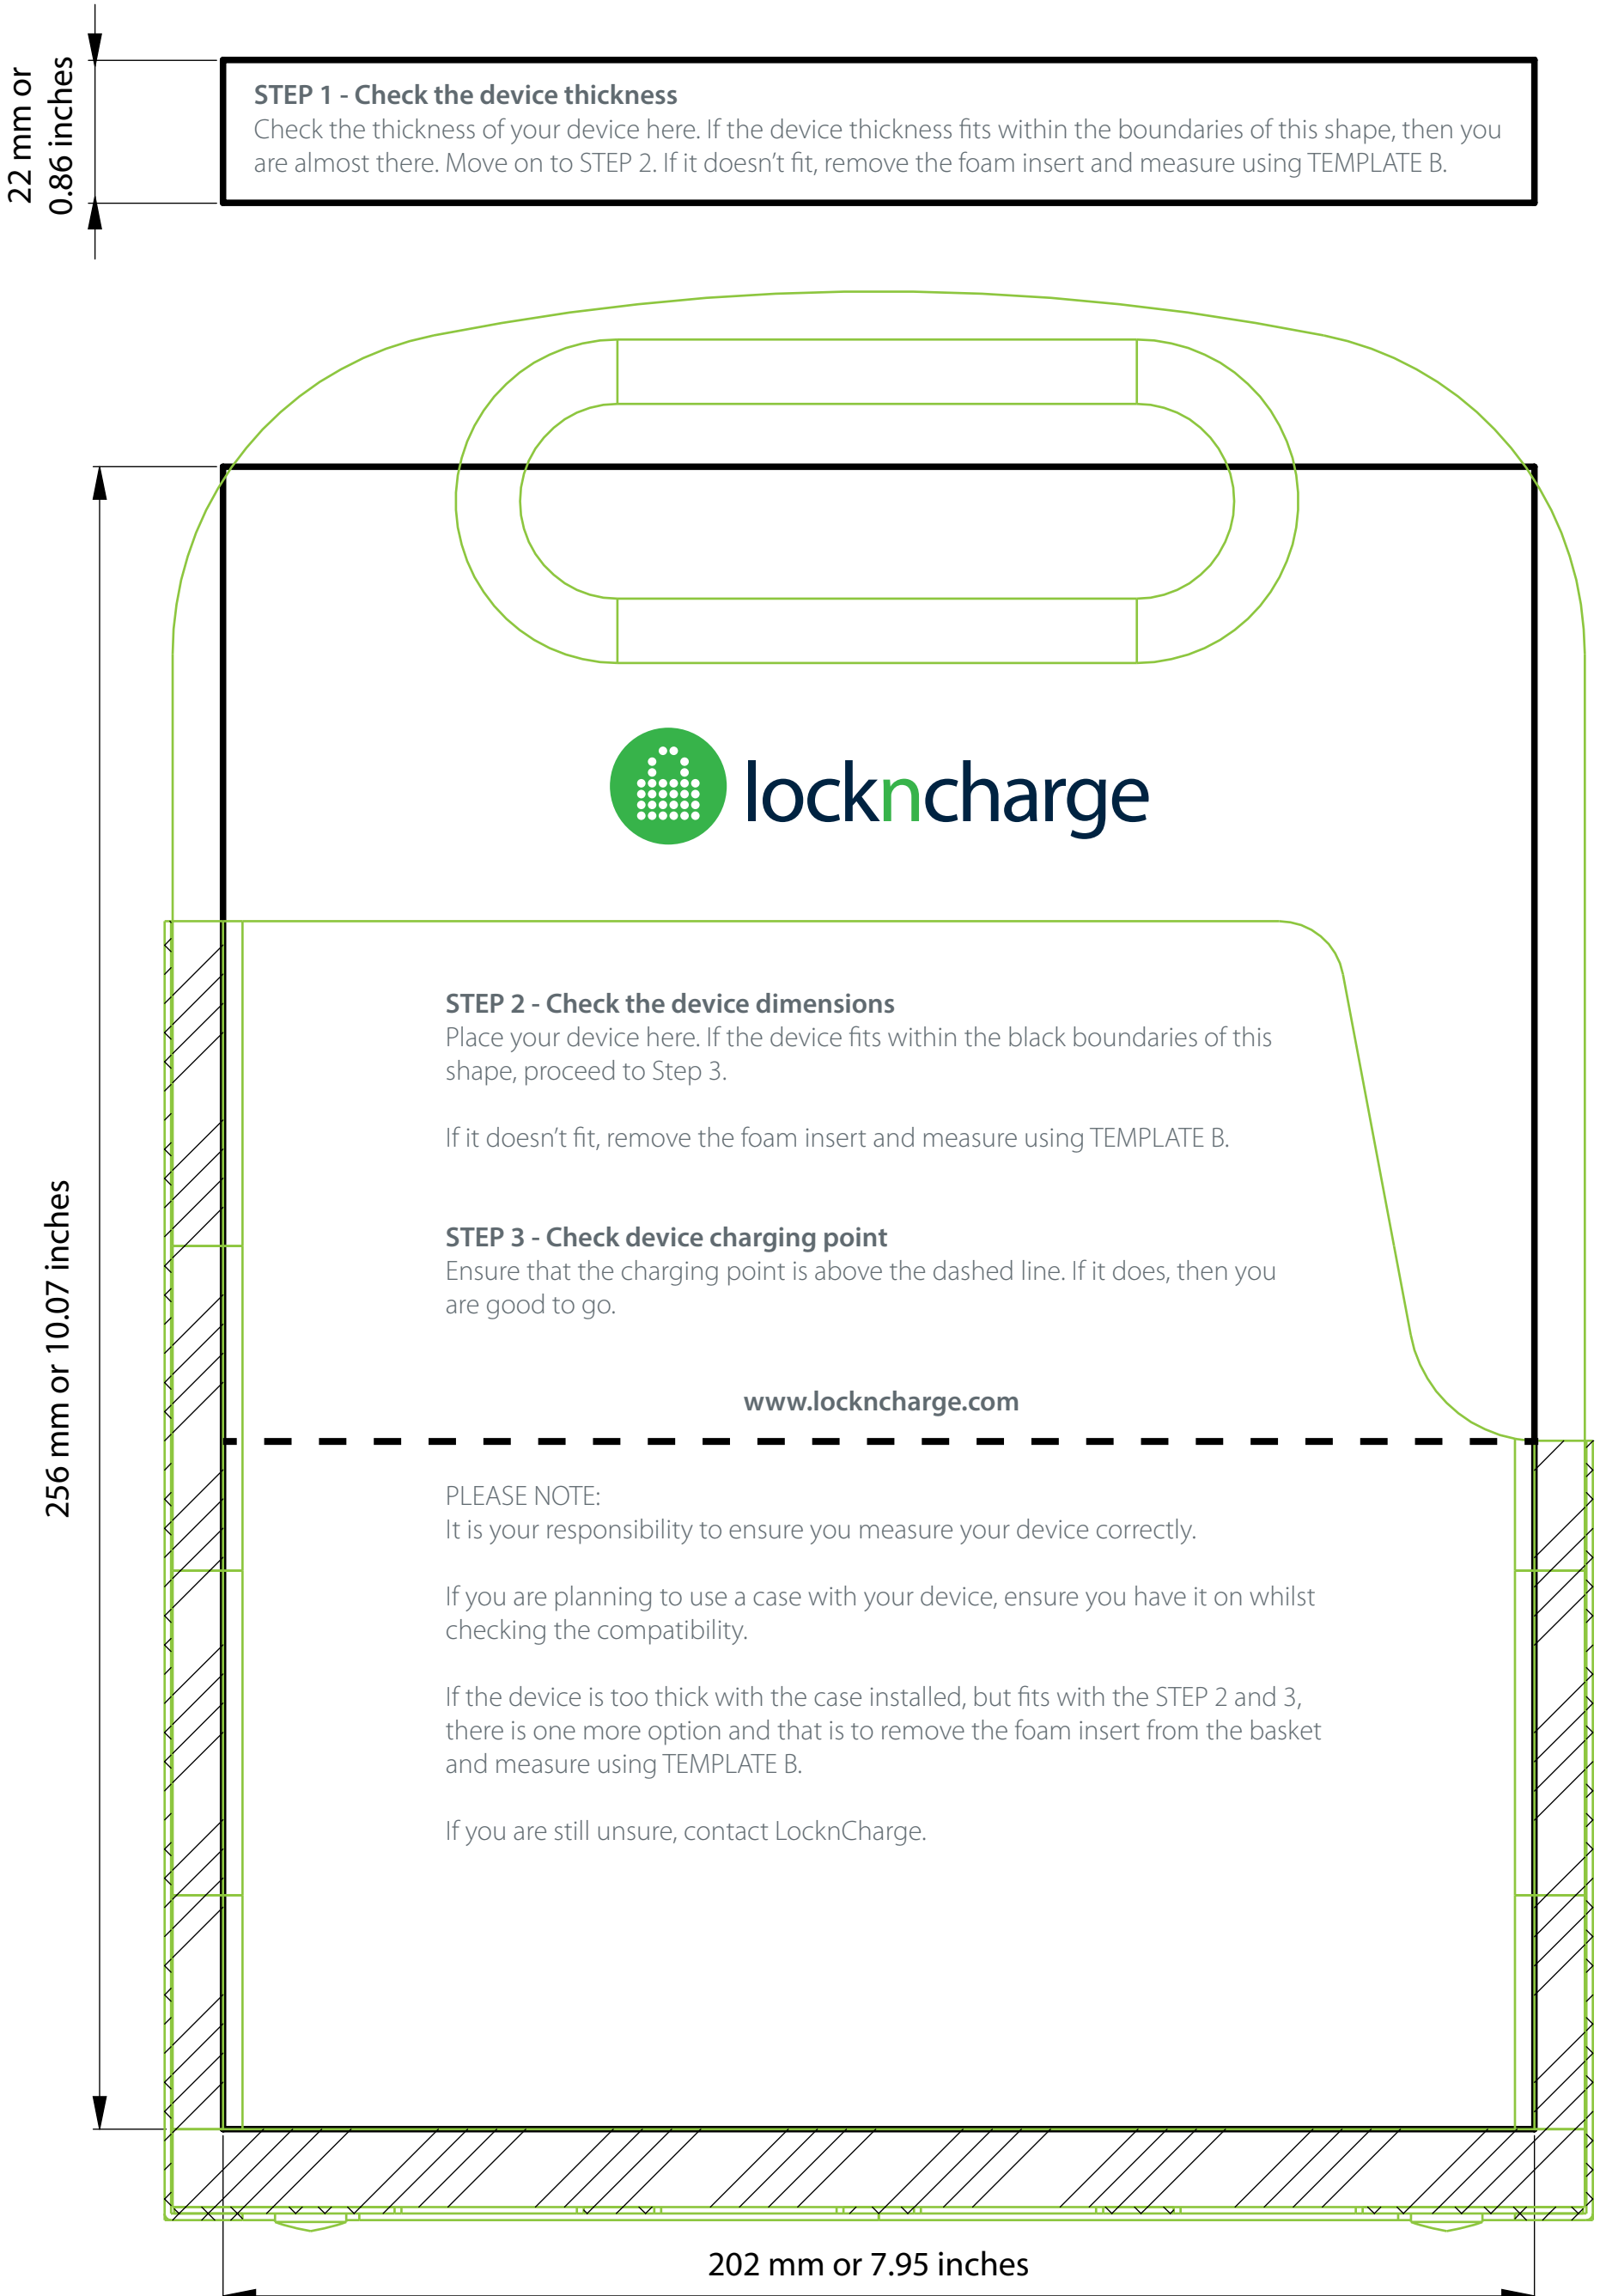 22 mm or
0.86 inches
STEP 1 - Check the device thickness
Check the thickness of your device here. If the device thickness fits within the boundaries of this shape, then you
are almost there. Move on to STEP 2. If it doesn't fit, remove the foam insert and measure using TEMPLATE B.
lockncharge
STEP 2 - Check the device dimensions
Place your device here. If the device fits within the black boundaries of this
shape, proceed to Step 3.
If it doesn't fit, remove the foam insert and measure using TEMPLATE B.
STEP 3 - Check device charging point
Ensure that the charging point is above the dashed line. If it does, then you
are good to go.
www.lockncharge.com
256 mm or 10.07 inches
PLEASE NOTE:
It is your responsibility to ensure you measure your device correctly.
If you are planning to use a case with your device, ensure you have it on whilst
checking the compatibility.
If the device is too thick with the case installed, but fits with the STEP 2 and 3,
there is one more option and that is to remove the foam insert from the basket
and measure using TEMPLATE B.
If you are still unsure, contact LocknCharge.
202 mm or 7.95 inches